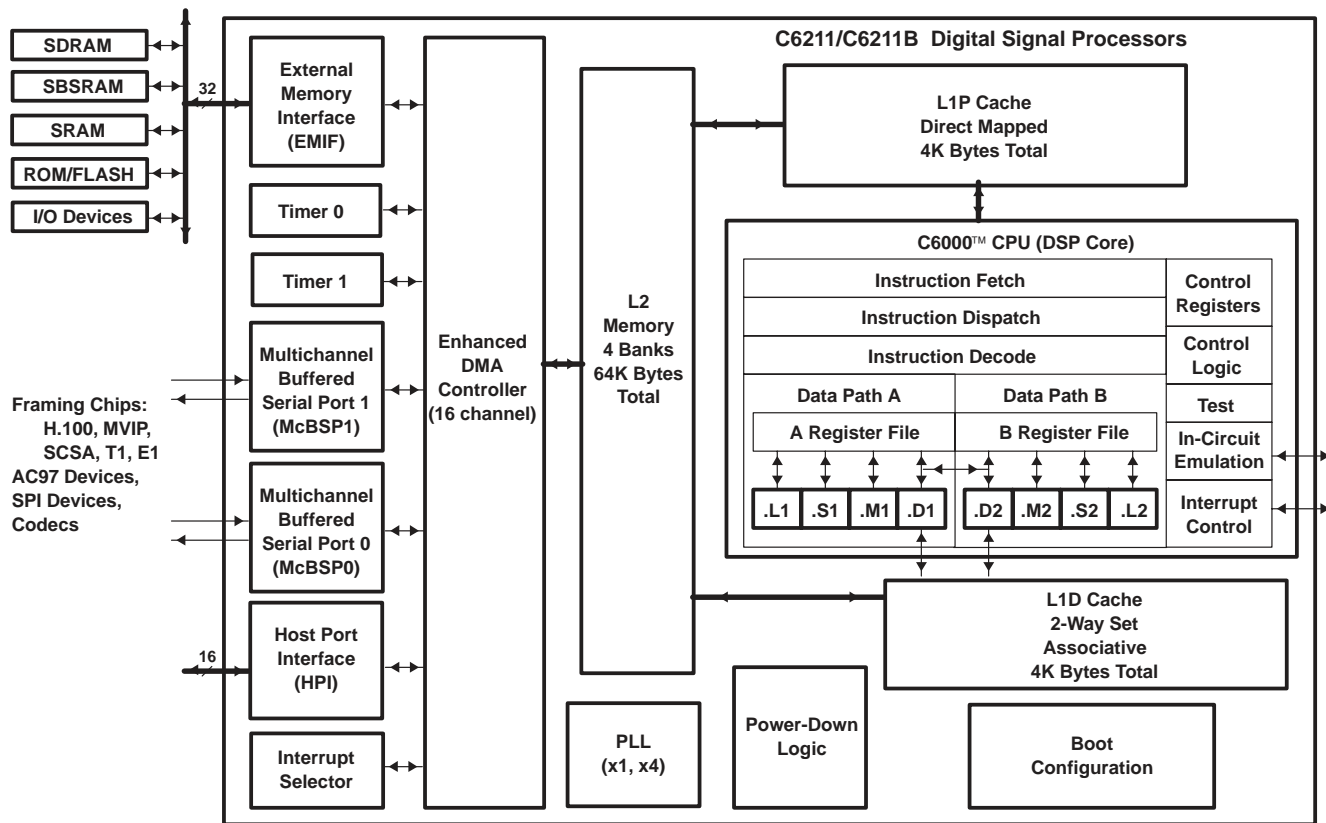 C6211/C6211B Digital Signal Processors
SDRAM
SBSRAM
SRAM
ROM/FLASH
I/O Devices
32
External
Memory
Interface
(EMIF)
Timer 0
Timer 1
Multichannel
Buffered
Serial Port 1
(McBSP1)
Framing Chips:
H.100, MVIP,
SCSA, T1, E1
AC97 Devices,
SPI Devices,
Codecs
Multichannel
Buffered
Serial Port 0
(McBSP0)
16
Host Port
Interface
(HPI)
Interrupt
Selector
Enhanced
DMA
Controller
(16 channel)
L2
Memory
4 Banks
64K Bytes
Total
L1P Cache
Direct Mapped
4K Bytes Total
C6000™ CPU (DSP Core)
Instruction Fetch
Instruction Dispatch
Instruction Decode
Data Path A
Data Path B
A Register File
B Register File
.L1
.S1
.M1
.D1
.D2
.M2
.S2
.L2
Control
Registers
Control
Logic
Test
In-Circuit
Emulation
Interrupt
Control
L1D Cache
2-Way Set
Associative
4K Bytes Total
PLL
(x1, x4)
Power-Down
Logic
Boot
Configuration